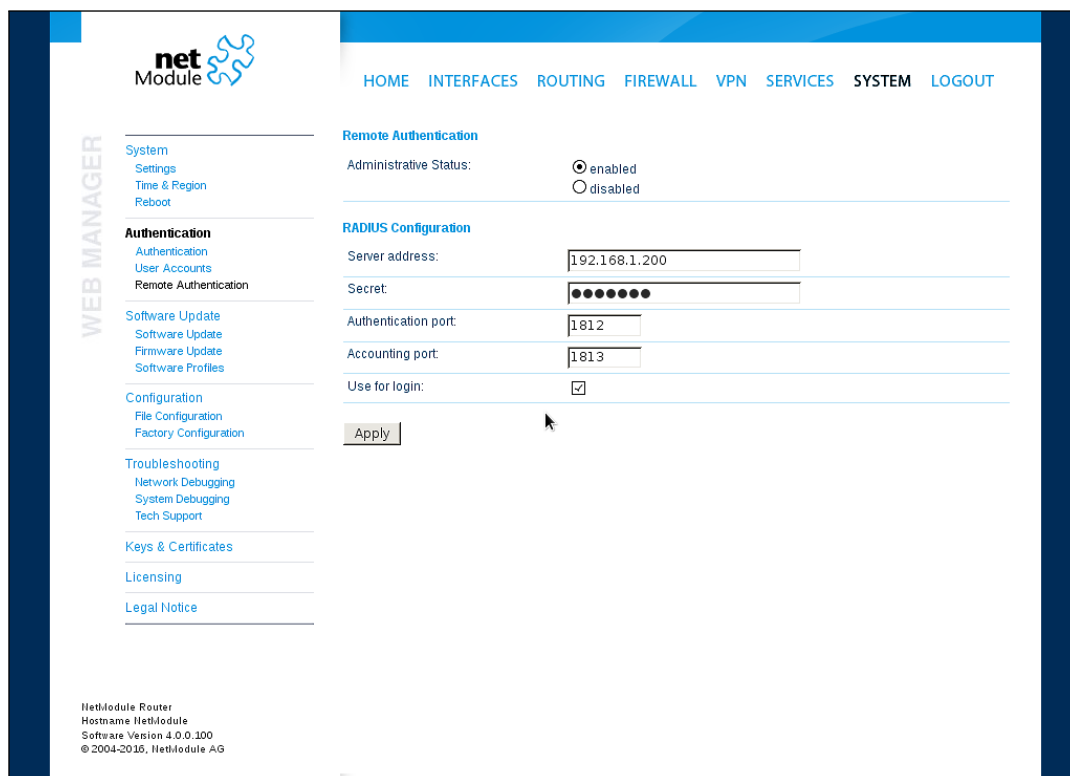 net
Module
HOME INTERFACES ROUTING FIREWALL VPN SERVICES SYSTEM LOGOUT
WEB MANAGER
System
Settings
Time & Region
Reboot
Authentication
Authentication
User Accounts
Remote Authentication
Software Update
Software Update
Firmware Update
Software Profiles
Configuration
File Configuration
Factory Configuration
Troubleshooting
Network Debugging
System Debugging
Tech Support
Keys & Certificates
Licensing
Legal Notice
Remote Authentication
Administrative Status:
enabled
disabled
RADIUS Configuration
Server address: 192.168.1.200
Secret: ●●●●●●●
Authentication port: 1812
Accounting port: 1813
Use for login:
Apply
NetModule Router
Hostname NetModule
Software Version 4.0.0.100
© 2004-2016, NetModule AG